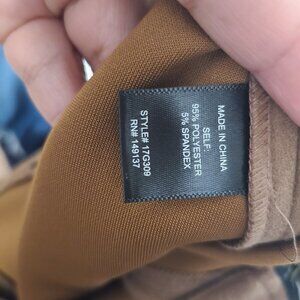 MADE IN CHINA
SELF:
95% POLYESTER
5% SPANDEX
STYLE# 17G309
RN# 149137